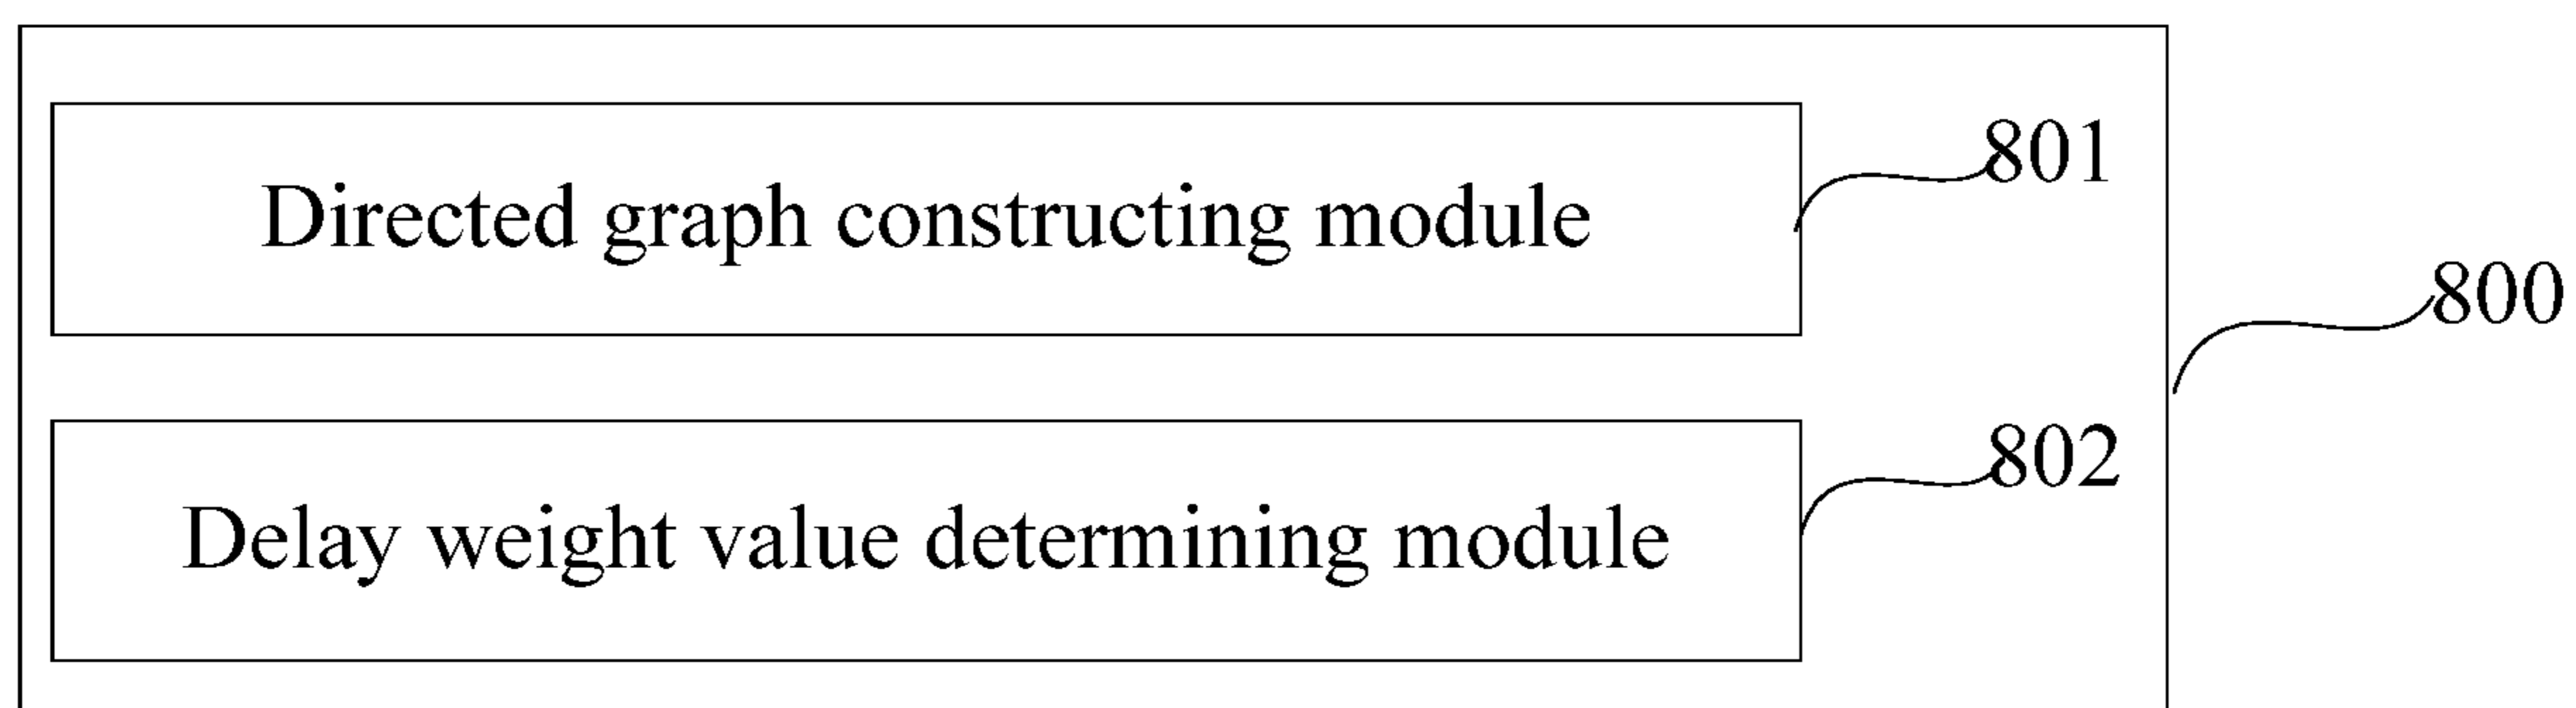 Directed graph constructing module
801
800
Delay weight value determining module
802